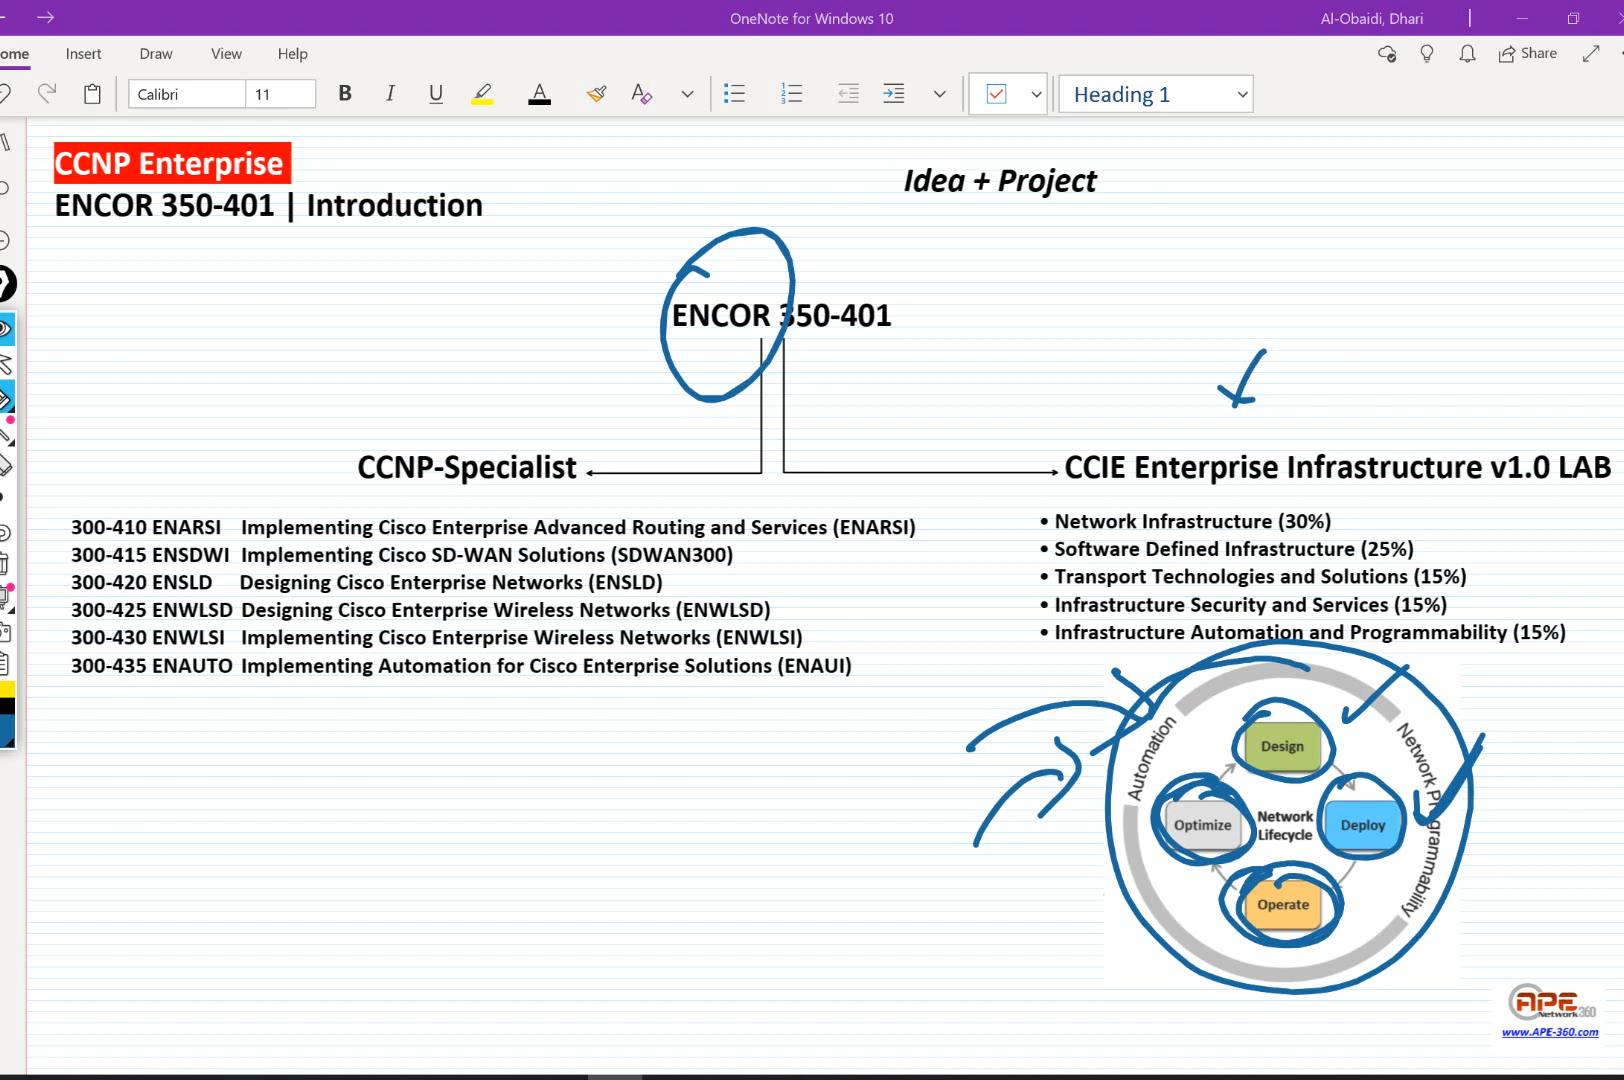 OneNote for Windows 10
Al-Obaidi, Dhari
ome
Insert
Draw
View
Help
Share
Calibri
11
B
I
U
A
A
Heading 1
CCNP Enterprise
ENCOR 350-401 | Introduction
Idea + Project
ENCOR 350-401
CCNP-Specialist
CCIE Enterprise Infrastructure v1.0 LAB
300-410 ENARSI Implementing Cisco Enterprise Advanced Routing and Services (ENARSI)
300-415 ENSDWI Implementing Cisco SD-WAN Solutions (SDWAN300)
300-420 ENSLD Designing Cisco Enterprise Networks (ENSLD)
300-425 ENWLSD Designing Cisco Enterprise Wireless Networks (ENWLSD)
300-430 ENWLSI Implementing Cisco Enterprise Wireless Networks (ENWLSI)
300-435 ENAUTO Implementing Automation for Cisco Enterprise Solutions (ENAUI)
• Network Infrastructure (30%)
• Software Defined Infrastructure (25%)
• Transport Technologies and Solutions (15%)
• Infrastructure Security and Services (15%)
• Infrastructure Automation and Programmability (15%)
Automation
Network Programmability
Design
Optimize
Network
Lifecycle
Deploy
Operate
APE
Network360
www.APE-360.com